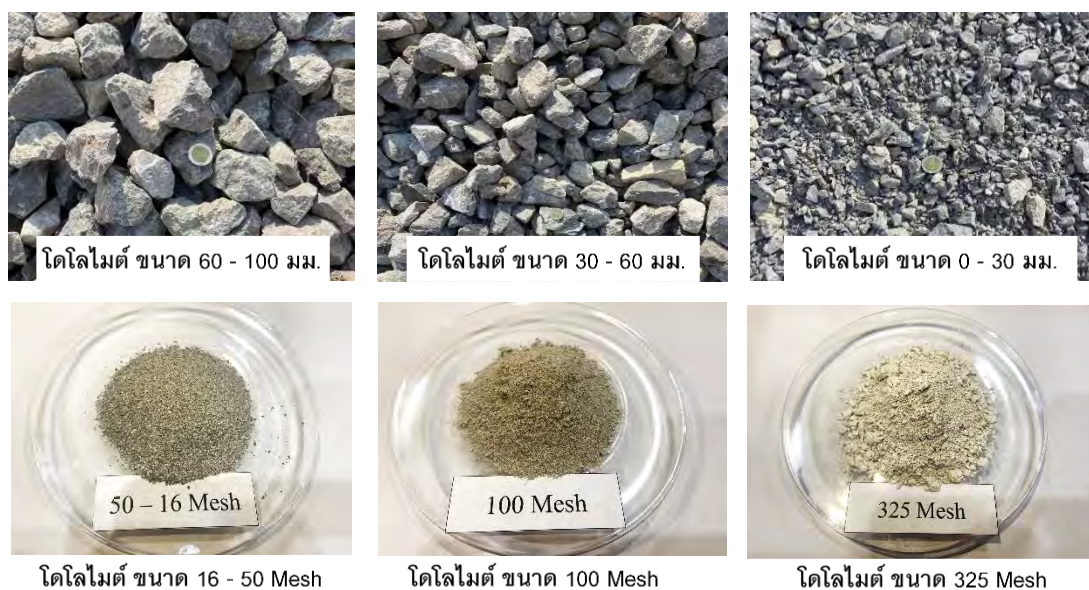 โดโลไมต์ ขนาด 60 - 100 มม.
โดโลไมต์ ขนาด 30 - 60 มม.
โดโลไมต์ ขนาด 0 - 30 มม.
50 – 16 Mesh
100 Mesh
325 Mesh
โดโลไมต์ ขนาด 16 - 50 Mesh
โดโลไมต์ ขนาด 100 Mesh
โดโลไมต์ ขนาด 325 Mesh